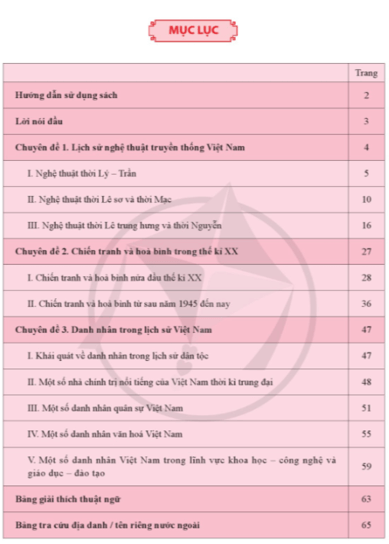 MỤC LỤC
Trang
Hướng dẫn sử dụng sách 2
Lời nói đầu 3
Chuyên đề 1. Lịch sử nghệ thuật truyền thống Việt Nam 4
I. Nghệ thuật thời Lý – Trần 5
II. Nghệ thuật thời Lê sơ và thời Mạc 10
III. Nghệ thuật thời Lê trung hưng và thời Nguyễn 16
Chuyên đề 2. Chiến tranh và hoà bình trong thế kỉ XX 27
I. Chiến tranh và hoà bình nửa đầu thế kỉ XX 28
II. Chiến tranh và hoà bình từ sau năm 1945 đến nay 36
Chuyên đề 3. Danh nhân trong lịch sử Việt Nam 47
I. Khái quát về danh nhân trong lịch sử dân tộc 47
II. Một số nhà chính trị nổi tiếng của Việt Nam thời kì trung đại 48
III. Một số danh nhân quân sự Việt Nam 51
IV. Một số danh nhân văn hoá Việt Nam 55
V. Một số danh nhân Việt Nam trong lĩnh vực khoa học – công nghệ và
giáo dục – đào tạo 59
Bảng giải thích thuật ngữ 63
Bảng tra cứu địa danh / tên riêng nước ngoài 65